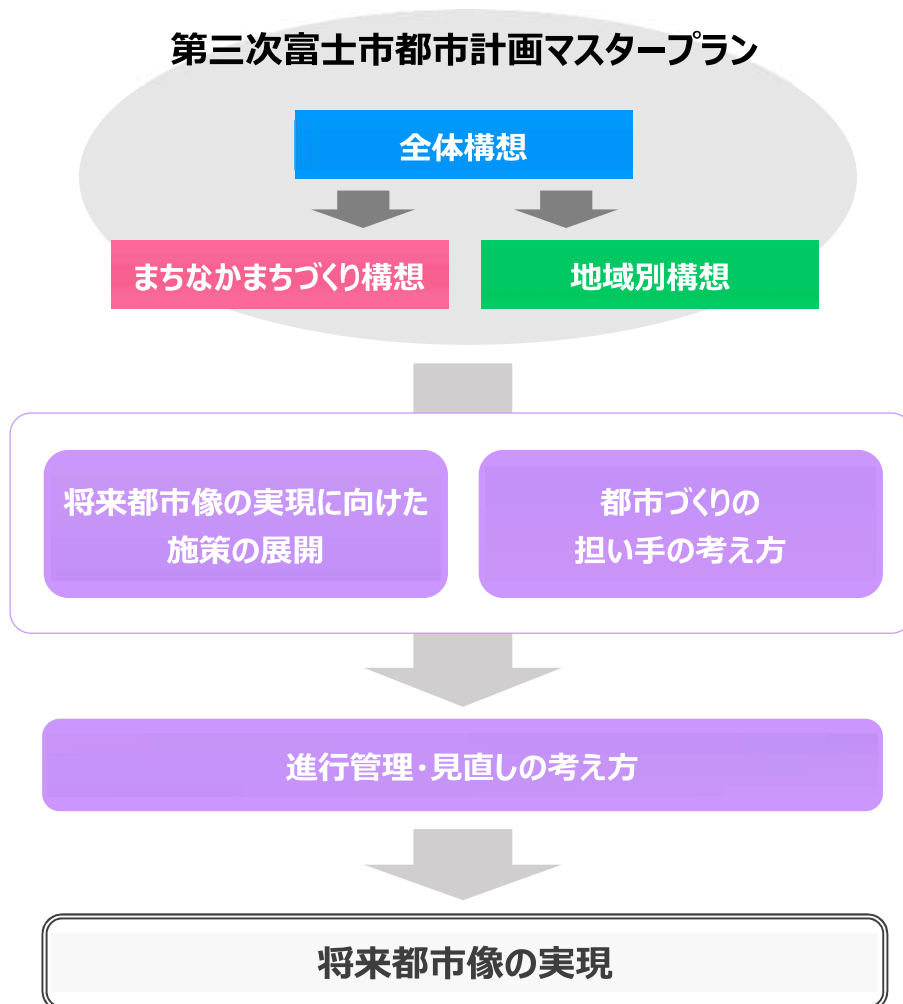 第三次富士市都市計画マスタープラン
全体構想
まちなかまちづくり構想
地域別構想
将来都市像の実現に向けた
施策の展開
都市づくりの
担い手の考え方
進行管理・見直しの考え方
将来都市像の実現